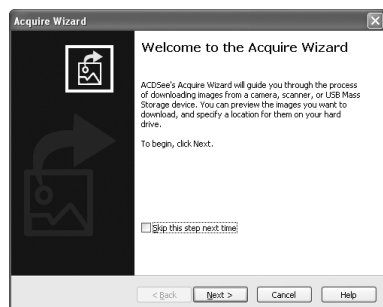 Acquire Wizard
Welcome to the Acquire Wizard
ACDSee's Acquire Wizard will guide you through the process
of downloading images from a camera, scanner, or USB Mass
Storage device. You can preview the images you want to
download, and specify a location for them on your hard
drive.
To begin, click Next.
Skip this step next time
< Back Next > Cancel Help